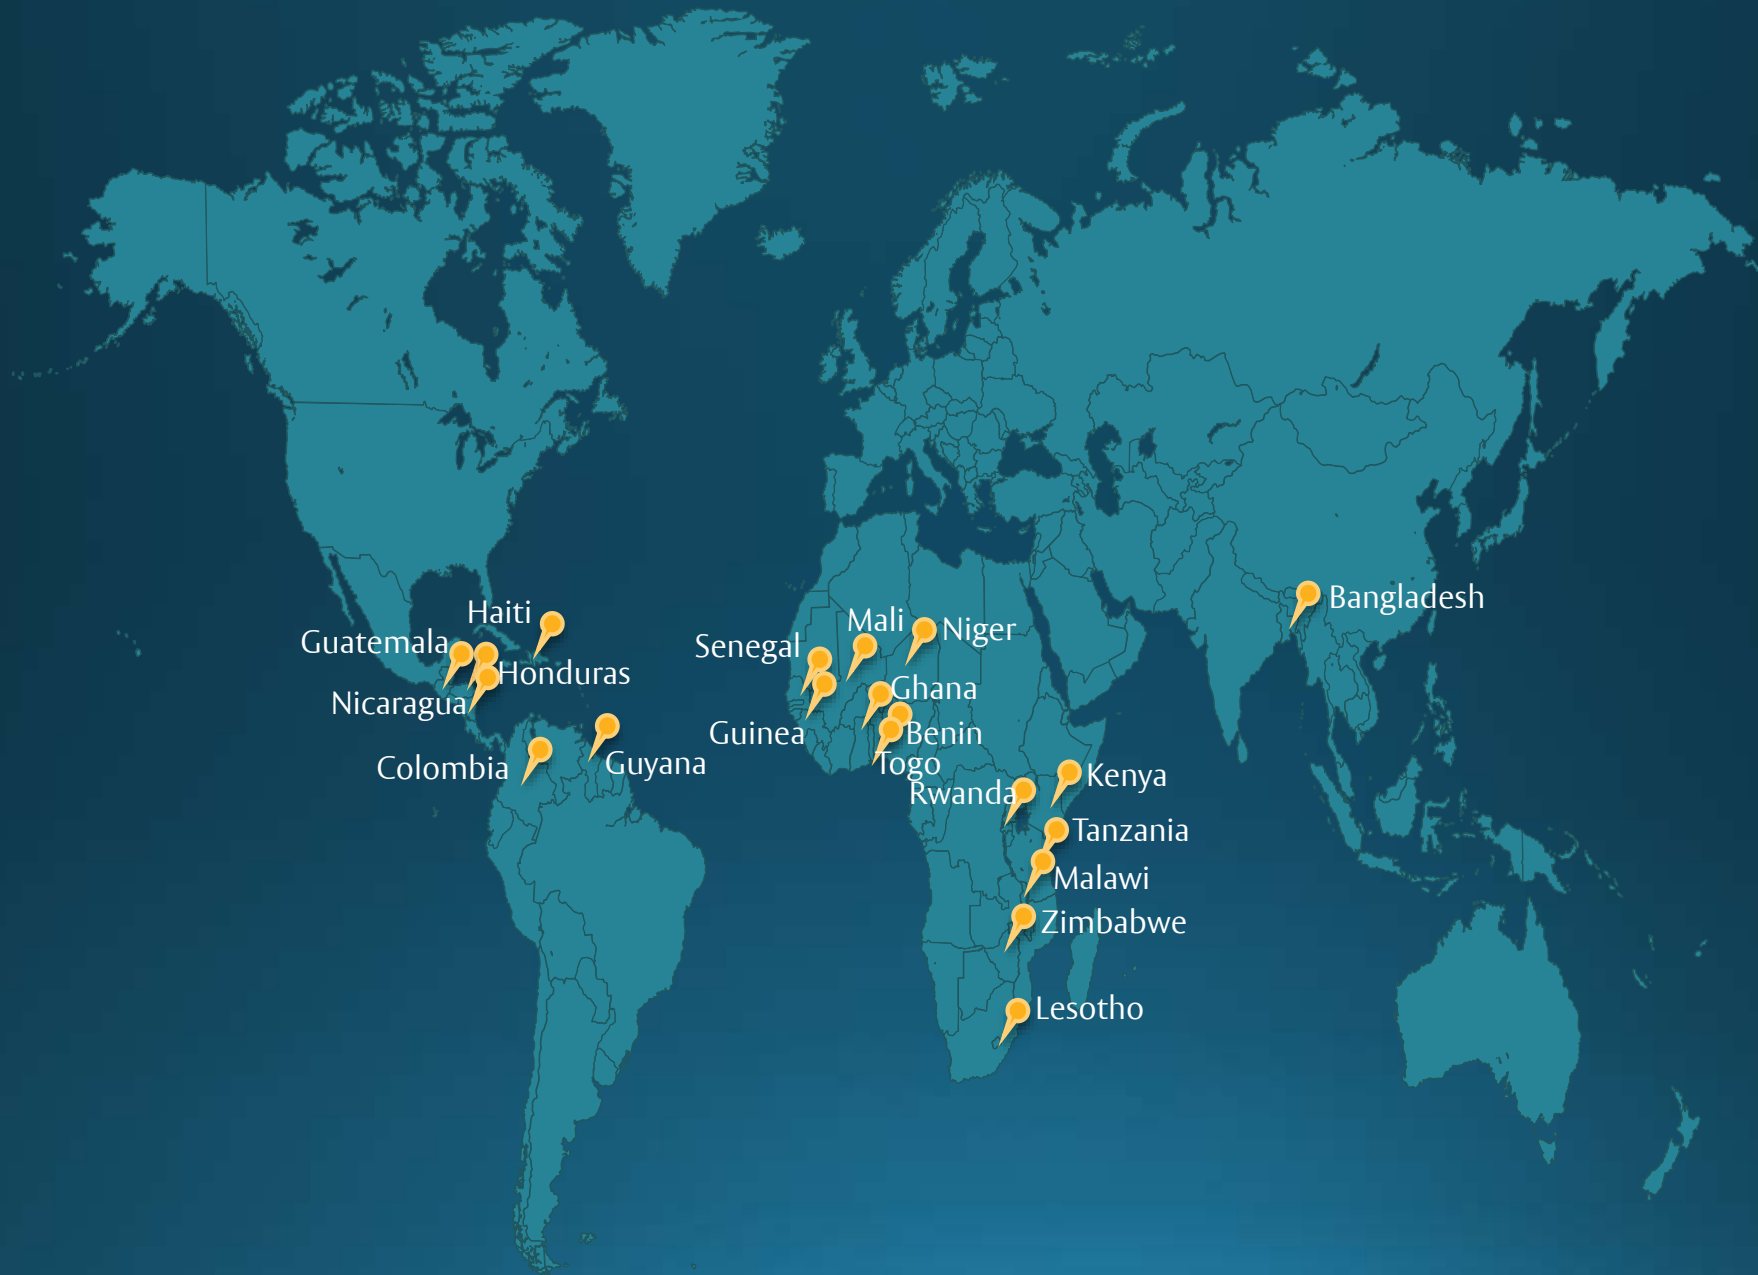 Bangladesh
Haiti
Mali
Niger
Guatemala
Senegal
Honduras
Ghana
Nicaragua
Guinea
Benin
Colombia
Guyana
Togo
Kenya
Rwanda
Tanzania
Malawi
Zimbabwe
Lesotho